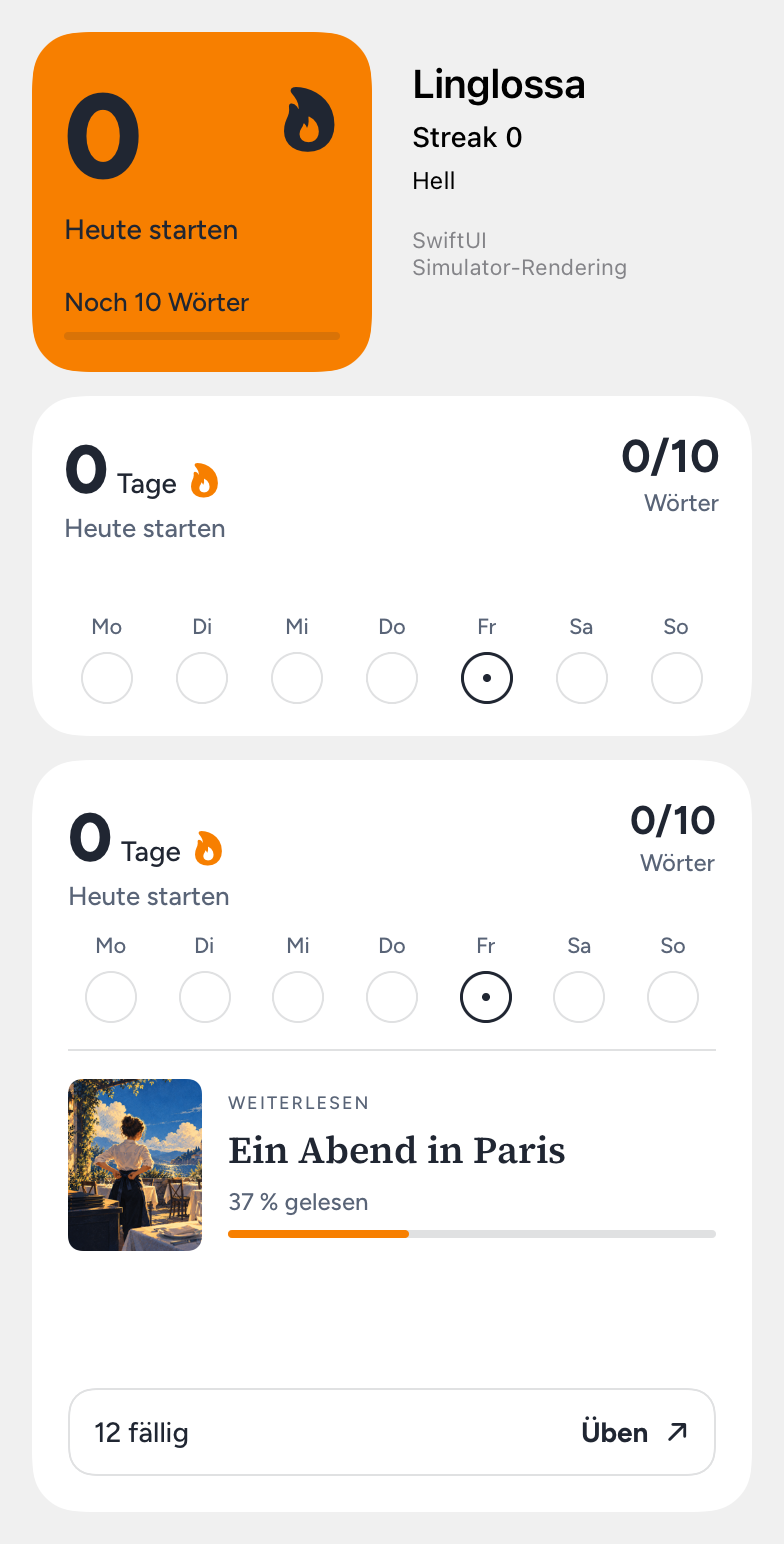 0
Heute starten
Noch 10 Wörter
Linglossa
Streak 0
Hell
SwiftUI
Simulator-Rendering
0 Tage
Heute starten
0/10
Wörter
Mo Di Mi Do Fr Sa So
0 Tage
Heute starten
0/10
Wörter
Mo Di Mi Do Fr Sa So
WEITERLESEN
Ein Abend in Paris
37 % gelesen
12 fällig
Üben